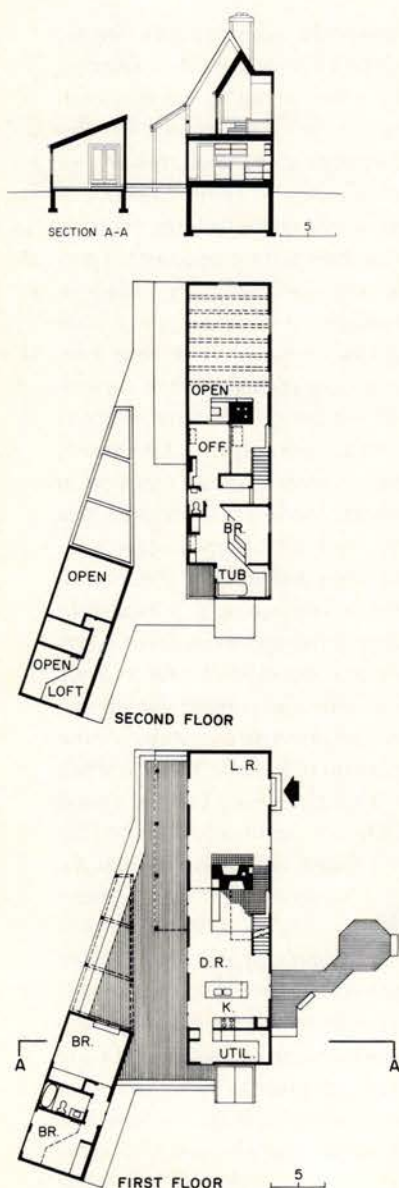 SECTION A-A
5
OPEN
OFF.
BR.
TUB
OPEN
OPEN
LOFT
SECOND FLOOR
L.R.
D.R.
K.
UTIL.
BR.
A
A
BR.
FIRST FLOOR
5